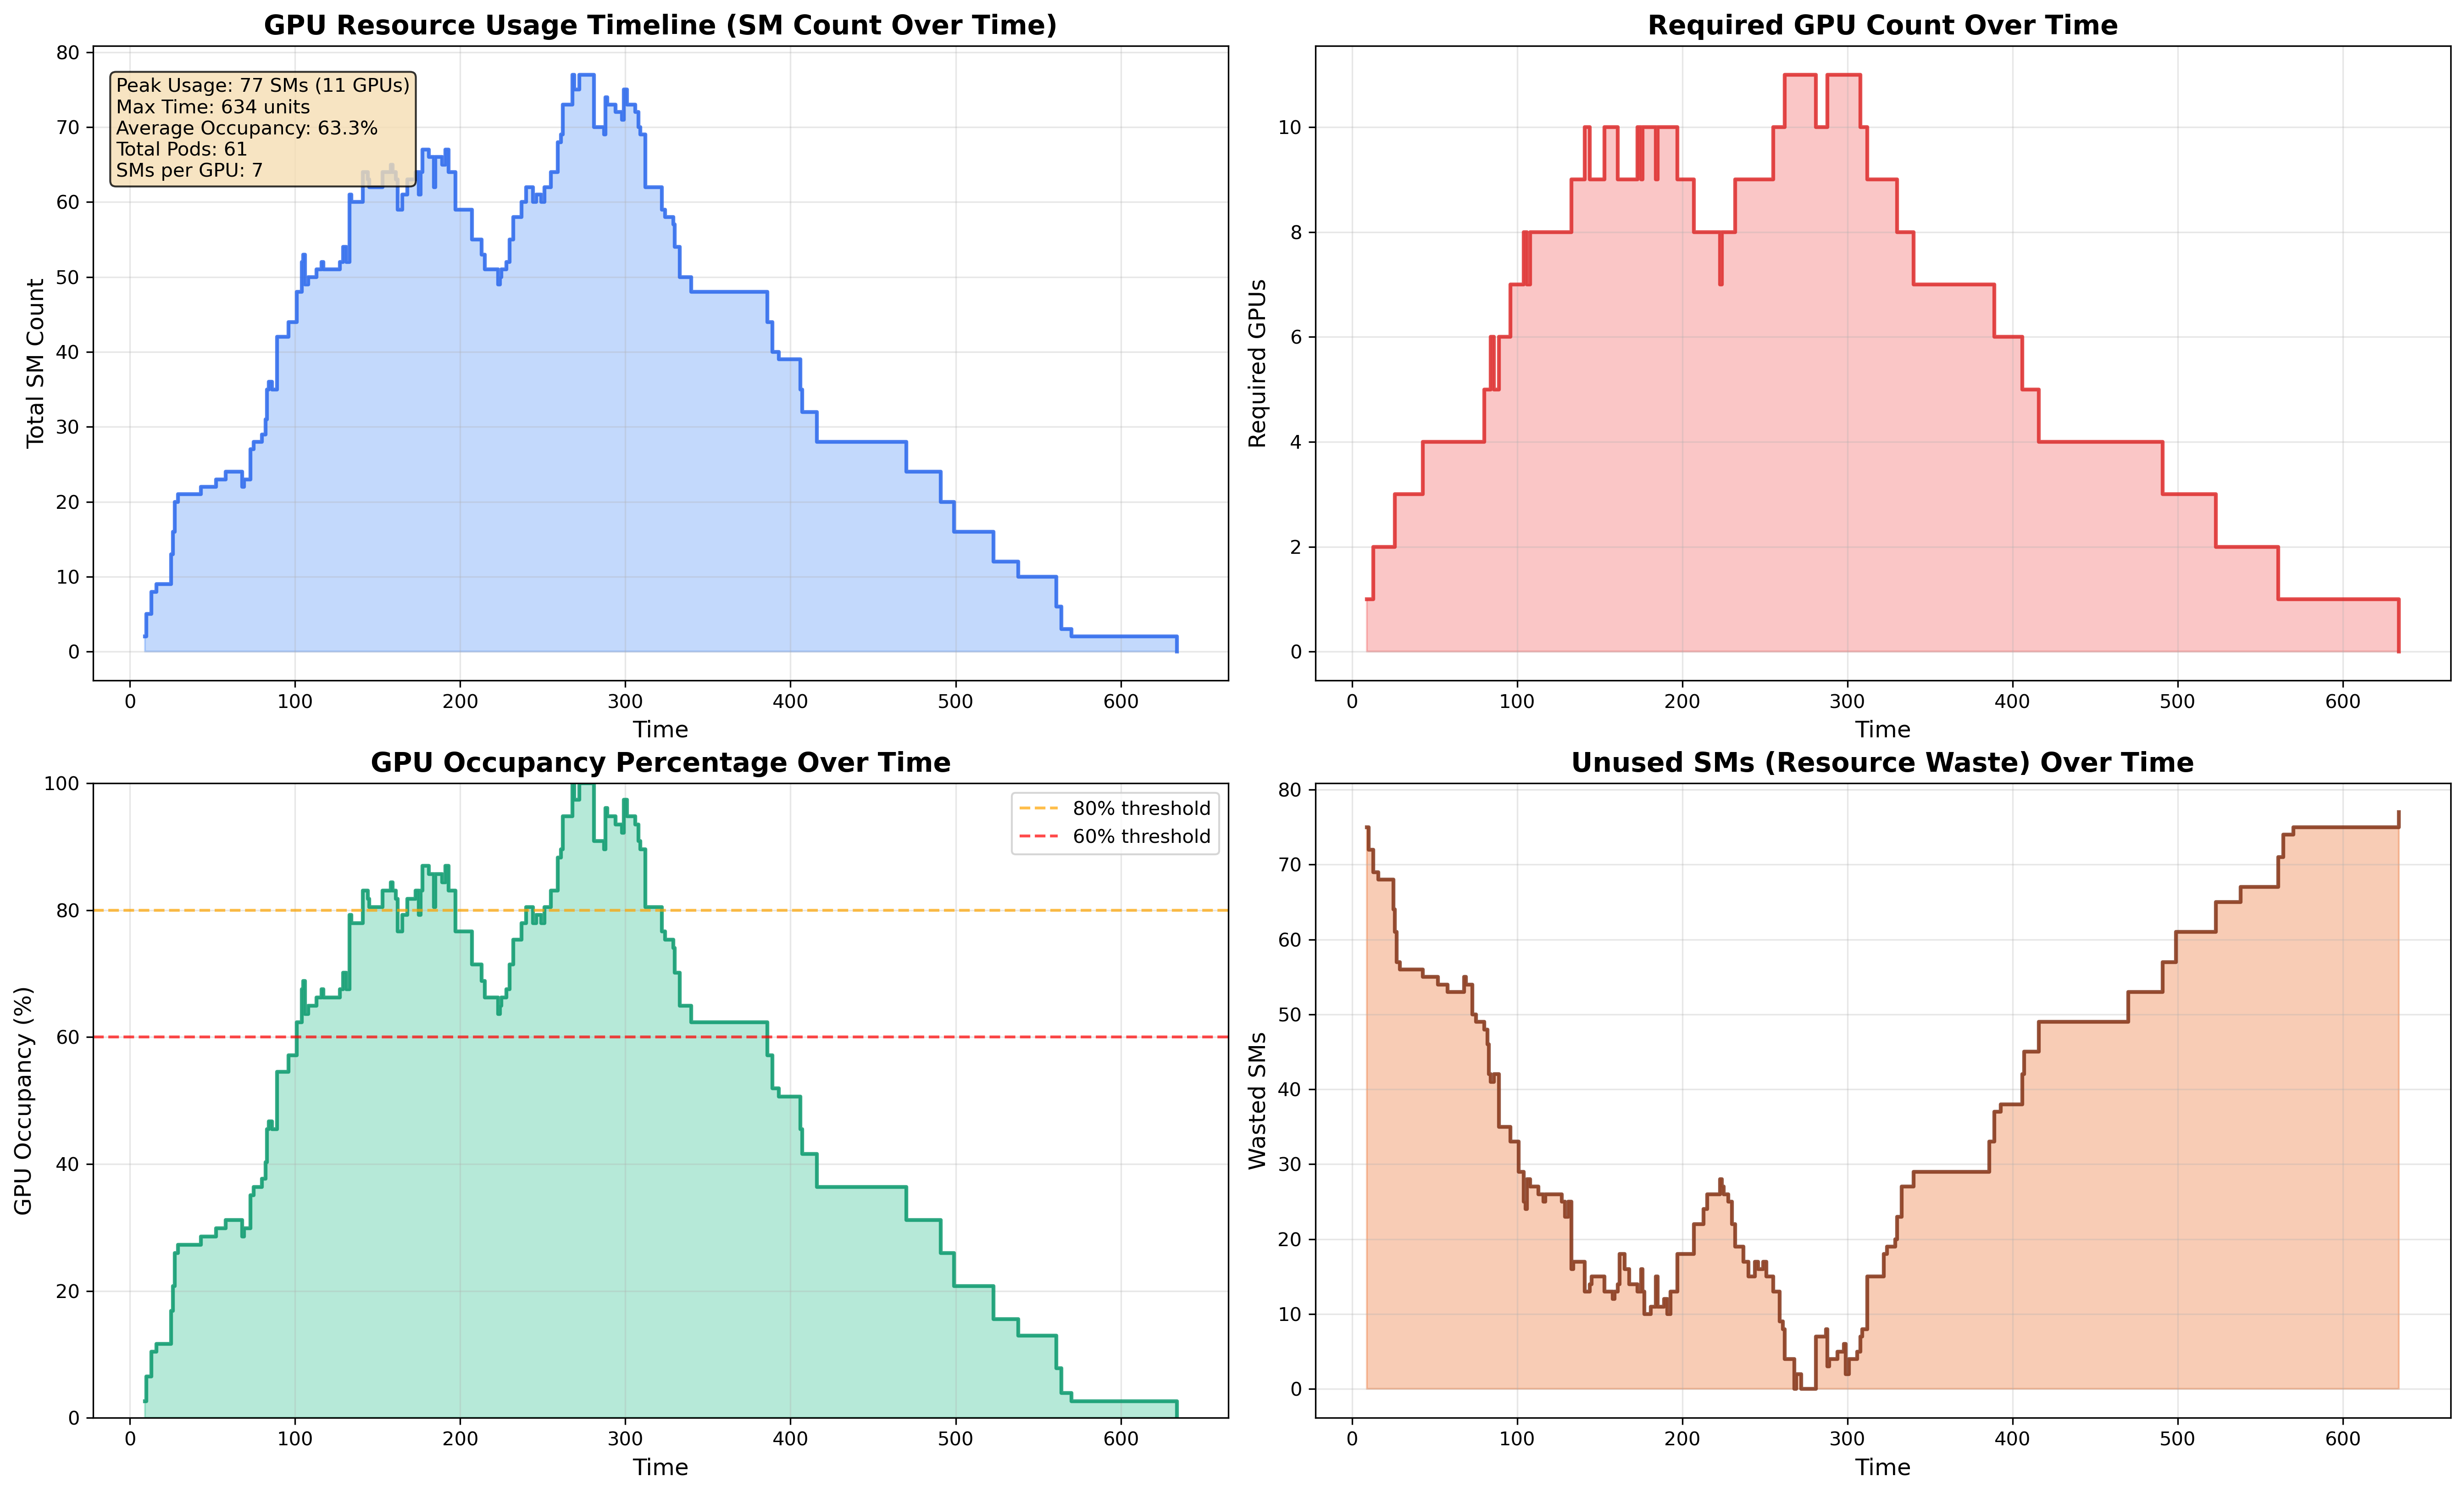 GPU Resource Usage Timeline (SM Count Over Time)
80
70
60
50
40
30
20
10
0
Total SM Count
Peak Usage: 77 SMs (11 GPUs)
Max Time: 634 units
Average Occupancy: 63.3%
Total Pods: 61
SMs per GPU: 7
0 100 200 300 400 500 600
Time
Required GPU Count Over Time
10
8
6
4
2
0
Required GPUs
0 100 200 300 400 500 600
Time
GPU Occupancy Percentage Over Time
100
80
60
40
20
0
GPU Occupancy (%)
80% threshold
60% threshold
0 100 200 300 400 500 600
Time
Unused SMs (Resource Waste) Over Time
80
70
60
50
40
30
20
10
0
Wasted SMs
0 100 200 300 400 500 600
Time